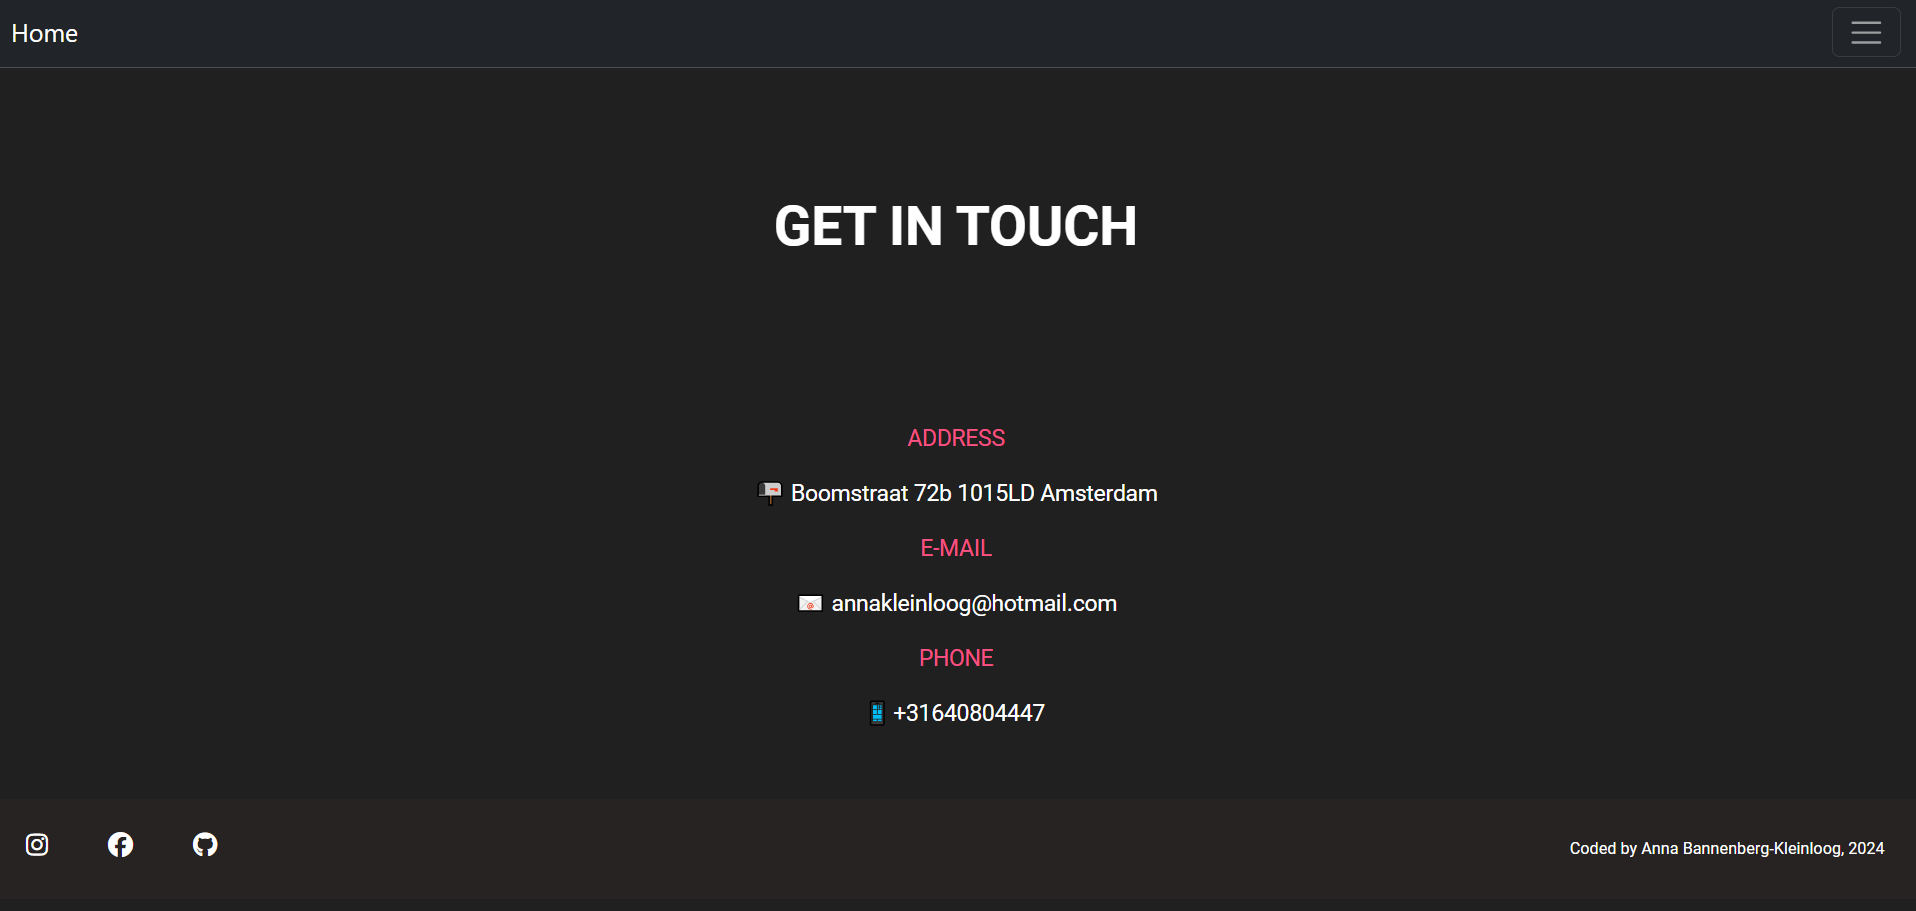 Home
GET IN TOUCH
ADDRESS
📬 Boomstraat 72b 1015LD Amsterdam
E-MAIL
📧 annakleinloog@hotmail.com
PHONE
📱 +31640804447
Coded by Anna Bannenberg-Kleinloog, 2024